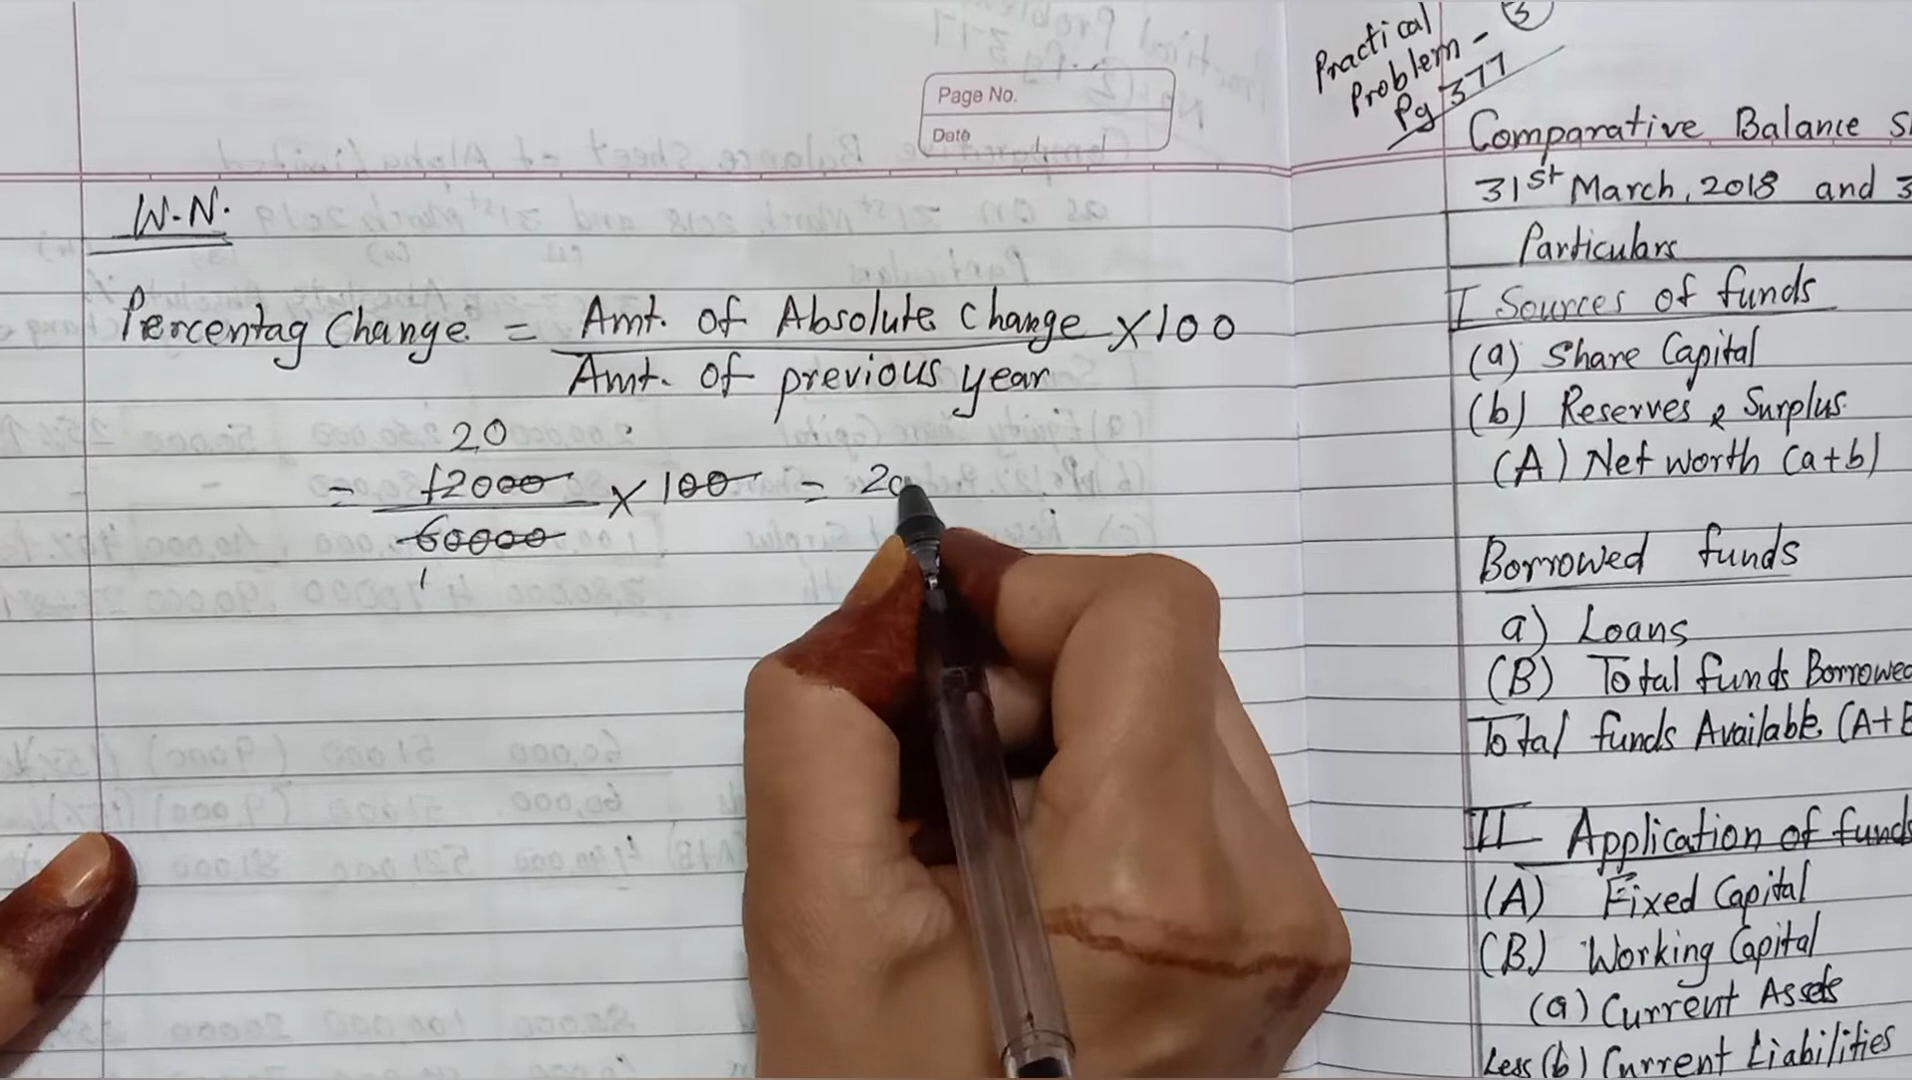 Page No.
Date
W.N.
Percentag Change = Amt. of Absolute Change × 100
Amt. of previous year
20
= 12000 × 100 = 20
60000
1
Practical
Problem - 3
Pg 377
Comparative Balance
31st March, 2018 and 3
Particulars
I Sources of funds
(a) Share Capital
(b) Reserves & Surplus
(A) Net worth (a+b)
Borrowed funds
a) Loans
(B) Total funds Borrowed
Total funds Available (A+B
II Application of funds
(A) Fixed Capital
(B) Working Capital
(a) Current Assets
Less (b) Current Liabilities